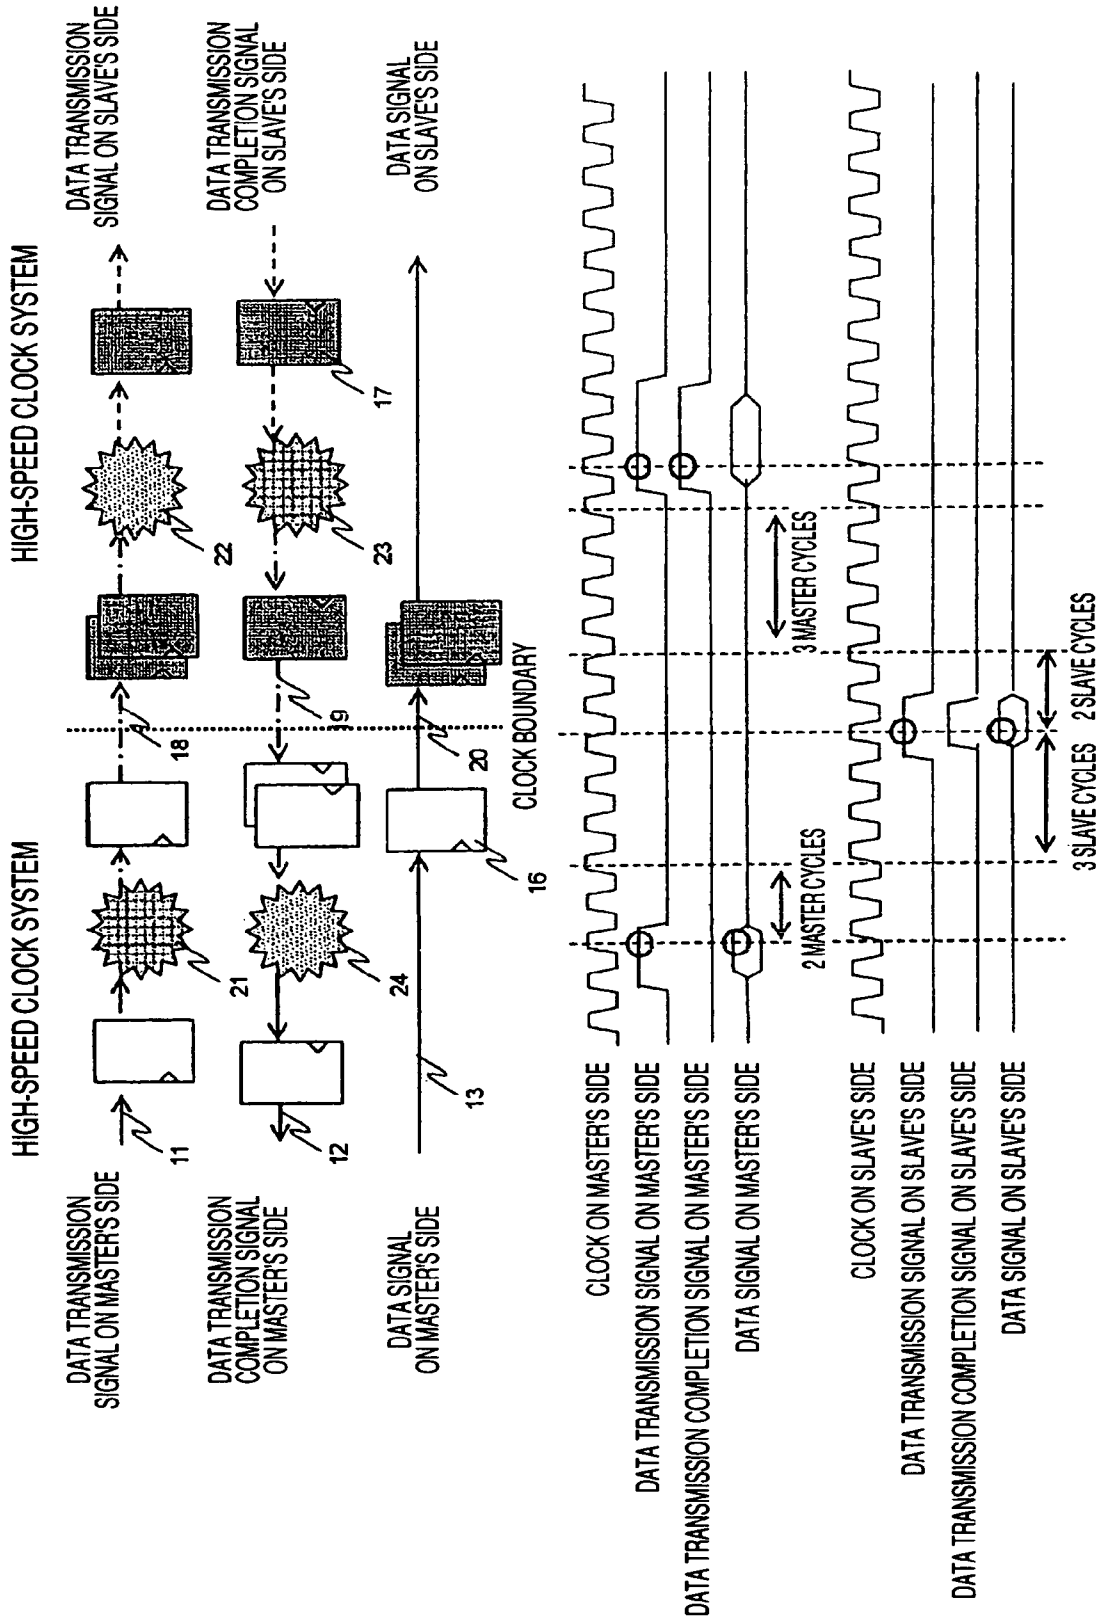 HIGH-SPEED CLOCK SYSTEM
HIGH-SPEED CLOCK SYSTEM
DATA TRANSMISSION
SIGNAL ON MASTER'S SIDE
11
21
18
22
DATA TRANSMISSION
SIGNAL ON SLAVE'S SIDE
DATA TRANSMISSION
COMPLETION SIGNAL
ON MASTER'S SIDE
12
24
19
23
17
DATA TRANSMISSION
COMPLETION SIGNAL
ON SLAVE'S SIDE
DATA SIGNAL
ON MASTER'S SIDE
13
16
20
CLOCK BOUNDARY
DATA SIGNAL
ON SLAVE'S SIDE
CLOCK ON MASTER'S SIDE
DATA TRANSMISSION SIGNAL ON MASTER'S SIDE
DATA TRANSMISSION COMPLETION SIGNAL ON MASTER'S SIDE
DATA SIGNAL ON MASTER'S SIDE
2 MASTER CYCLES
3 MASTER CYCLES
CLOCK ON SLAVE'S SIDE
DATA TRANSMISSION SIGNAL ON SLAVE'S SIDE
DATA TRANSMISSION COMPLETION SIGNAL ON SLAVE'S SIDE
DATA SIGNAL ON SLAVE'S SIDE
3 SLAVE CYCLES
2 SLAVE CYCLES